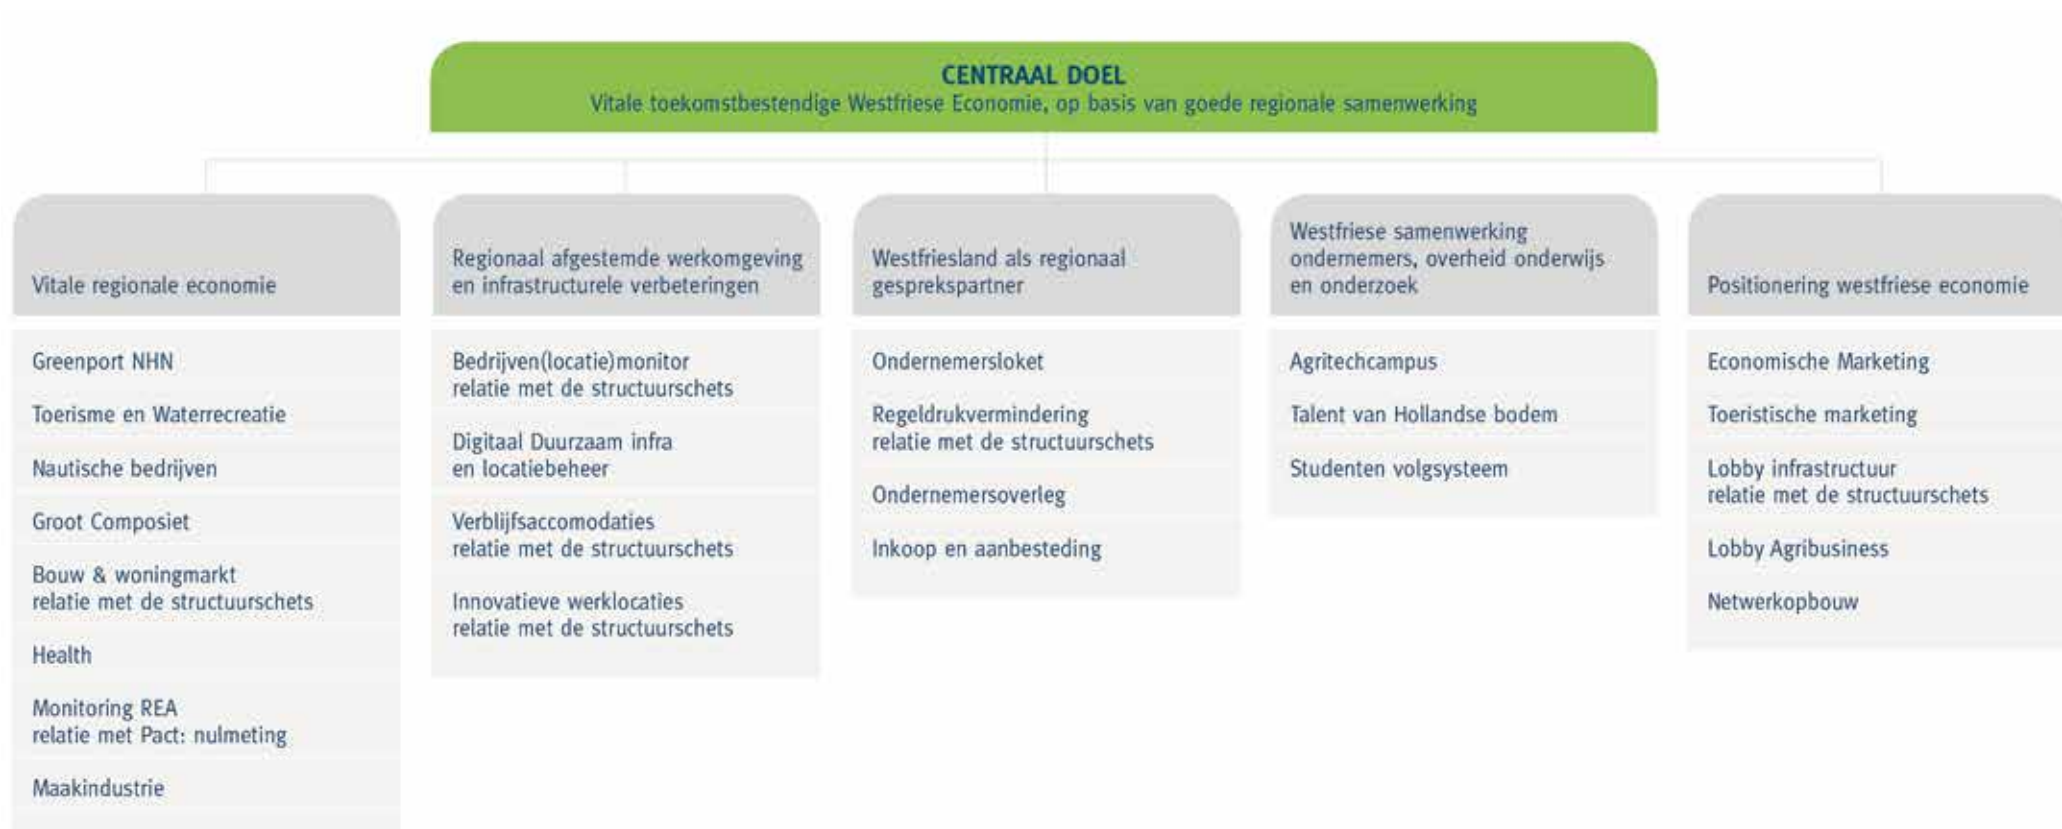 CENTRAAL DOEL
Vitale toekomstbestendige Westfriese Economie, op basis van goede regionale samenwerking
Vitale regionale economie
Greenport NHN
Toerisme en Waterrecreatie
Nautische bedrijven
Groot Composiet
Bouw & woningmarkt
relatie met de structuurschets
Health
Monitoring REA
relatie met Pact: nulmeting
Maakindustrie
Regionaal afgestemde werkomgeving
en infrastructurele verbeteringen
Bedrijven(locatie)monitor
relatie met de structuurschets
Digitaal Duurzaam infra
en locatiebeheer
Verblijfsaccomodaties
relatie met de structuurschets
Innovatieve werklocaties
relatie met de structuurschets
Westfriesland als regionaal
gesprekspartner
Ondernemersloket
Regeldrukvermindering
relatie met de structuurschets
Ondernemersoverleg
Inkoop en aanbesteding
Westfriese samenwerking
ondernemers, overheid onderwijs
en onderzoek
Agritechcampus
Talent van Hollandse bodem
Studenten volgsysteem
Positionering westfriese economie
Economische Marketing
Toeristische marketing
Lobby infrastructuur
relatie met de structuurschets
Lobby Agribusiness
Netwerkopbouw